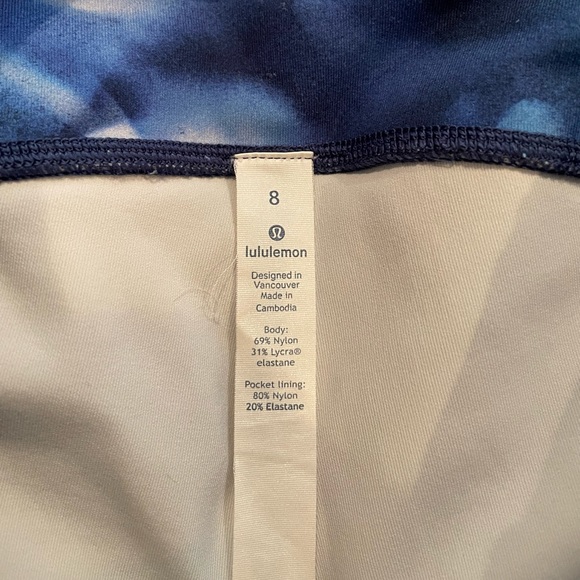 8
lululemon
Designed in
Vancouver
Made in
Cambodia
Body:
69% Nylon
31% Lycra®
elastane
Pocket lining:
80% Nylon
20% Elastane